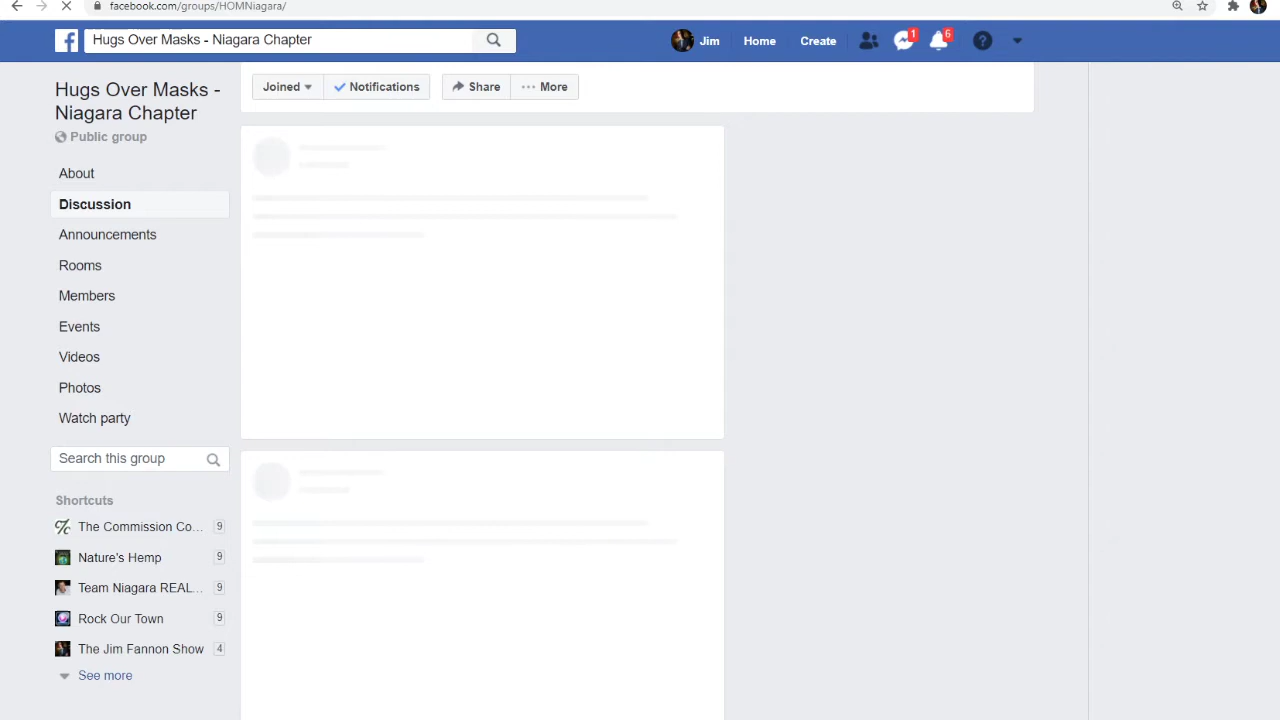 facebook.com/groups/HOMNiagara/
Hugs Over Masks - Niagara Chapter
Jim
Home
Create
1
6
?
Hugs Over Masks -
Niagara Chapter
Public group
Joined
Notifications
Share
More
About
Discussion
Announcements
Rooms
Members
Events
Videos
Photos
Watch party
Search this group
Shortcuts
The Commission Co... 9
Nature's Hemp 9
Team Niagara REAL... 9
Rock Our Town 9
The Jim Fannon Show 4
See more